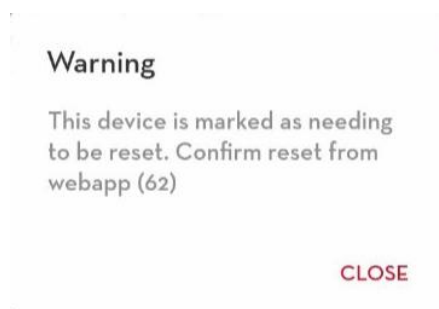 Warning
This device is marked as needing
to be reset. Confirm reset from
webapp (62)
CLOSE